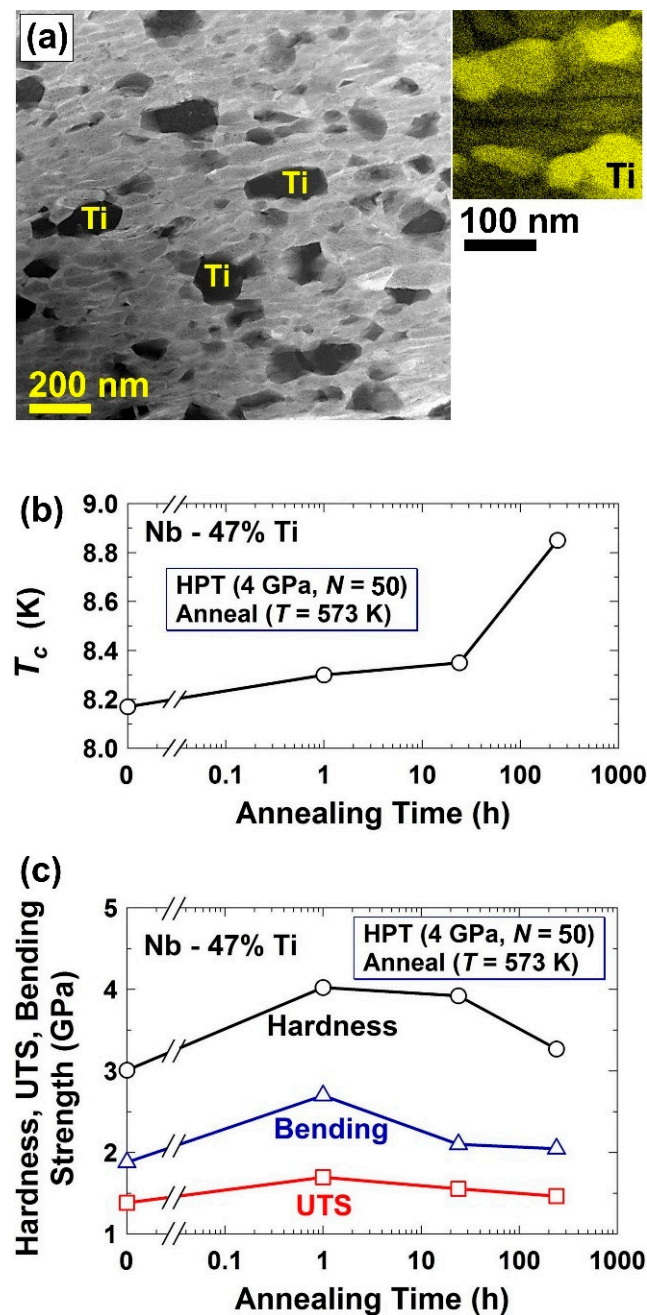 (a)
Ti
Ti
Ti
200 nm
Ti
100 nm
(b)
Nb - 47% Ti
HPT (4 GPa, N = 50)
Anneal (T = 573 K)
T_c (K)
9.0
8.8
8.6
8.4
8.2
8.0
0 0.1 1 10 100 1000
Annealing Time (h)
(c)
Nb - 47% Ti
HPT (4 GPa, N = 50)
Anneal (T = 573 K)
Hardness, UTS, Bending
Strength (GPa)
5
4
3
2
1
Hardness
Bending
UTS
0 0.1 1 10 100 1000
Annealing Time (h)